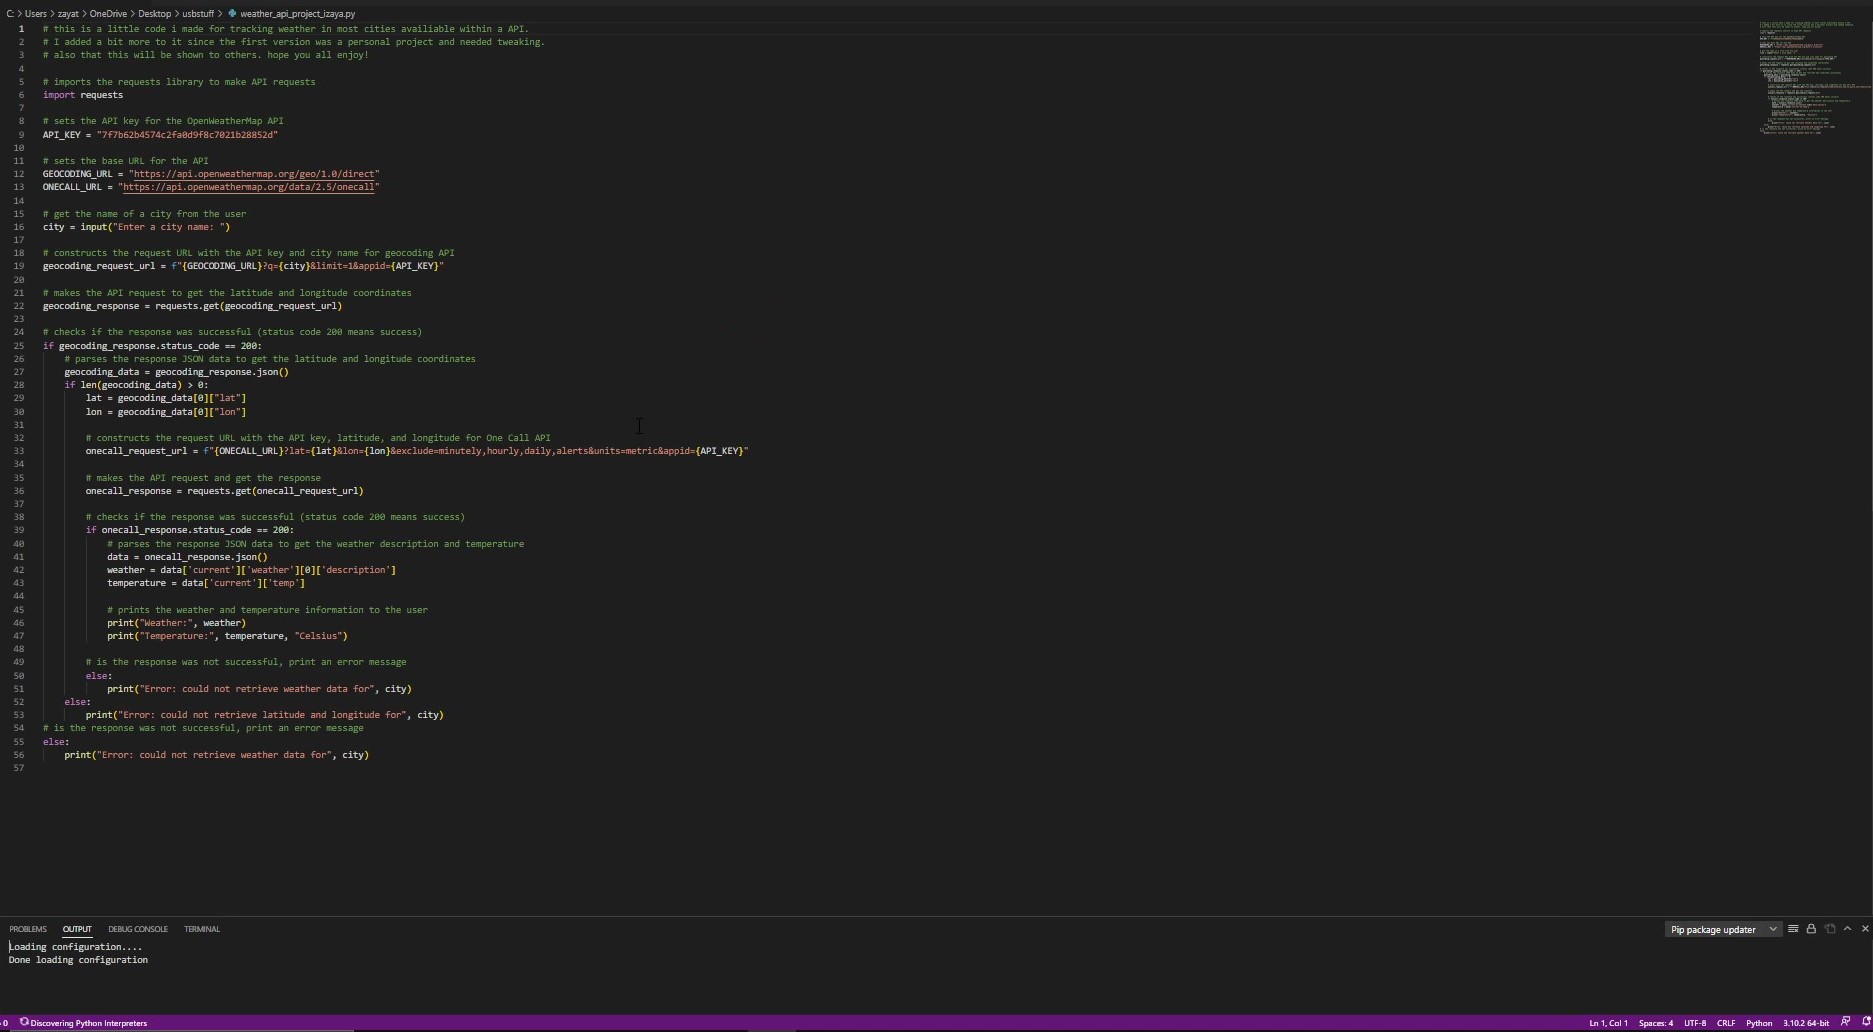 C: > Users > zayat > OneDrive > Desktop > usbstuff > weather_api_project_izaya.py
1 # this is a little code i made for tracking weather in most cities availiable within a API.
2 # I added a bit more to it since the first version was a personal project and needed tweaking.
3 # also that this will be shown to others. hope you all enjoy!
4
5 # imports the requests library to make API requests
6 import requests
7
8 # sets the API key for the OpenWeatherMap API
9 API_KEY = "7f7b62b4574c2fa0d9f8c7021b28852d"
10
11 # sets the base URL for the API
12 GEOCODING_URL = "https://api.openweathermap.org/geo/1.0/direct"
13 ONECALL_URL = "https://api.openweathermap.org/data/2.5/onecall"
14
15 # get the name of a city from the user
16 city = input("Enter a city name: ")
17
18 # constructs the request URL with the API key and city name for geocoding API
19 geocoding_request_url = f"{GEOCODING_URL}?q={city}&limit=1&appid={API_KEY}"
20
21 # makes the API request to get the latitude and longitude coordinates
22 geocoding_response = requests.get(geocoding_request_url)
23
24 # checks if the response was successful (status code 200 means success)
25 if geocoding_response.status_code == 200:
26 # parses the response JSON data to get the latitude and longitude coordinates
27 geocoding_data = geocoding_response.json()
28 if len(geocoding_data) > 0:
29 lat = geocoding_data[0]["lat"]
30 lon = geocoding_data[0]["lon"]
31
32 # constructs the request URL with the API key, latitude, and longitude for One Call API
33 onecall_request_url = f"{ONECALL_URL}?lat={lat}&lon={lon}&exclude=minutely,hourly,daily,alerts&units=metric&appid={API_KEY}"
34
35 # makes the API request and get the response
36 onecall_response = requests.get(onecall_request_url)
37
38 # checks if the response was successful (status code 200 means success)
39 if onecall_response.status_code == 200:
40 # parses the response JSON data to get the weather description and temperature
41 data = onecall_response.json()
42 weather = data['current']['weather'][0]['description']
43 temperature = data['current']['temp']
44
45 # prints the weather and temperature information to the user
46 print("Weather:", weather)
47 print("Temperature:", temperature, "Celsius")
48
49 # is the response was not successful, print an error message
50 else:
51 print("Error: could not retrieve weather data for", city)
52 else:
53 print("Error: could not retrieve latitude and longitude for", city)
54 # is the response was not successful, print an error message
55 else:
56 print("Error: could not retrieve weather data for", city)
57
PROBLEMS OUTPUT DEBUG CONSOLE TERMINAL Pip package updater
Loading configuration....
Done loading configuration
0 Discovering Python Interpreters Ln 1, Col 1 Spaces: 4 UTF-8 CRLF Python 3.10.2 64-bit